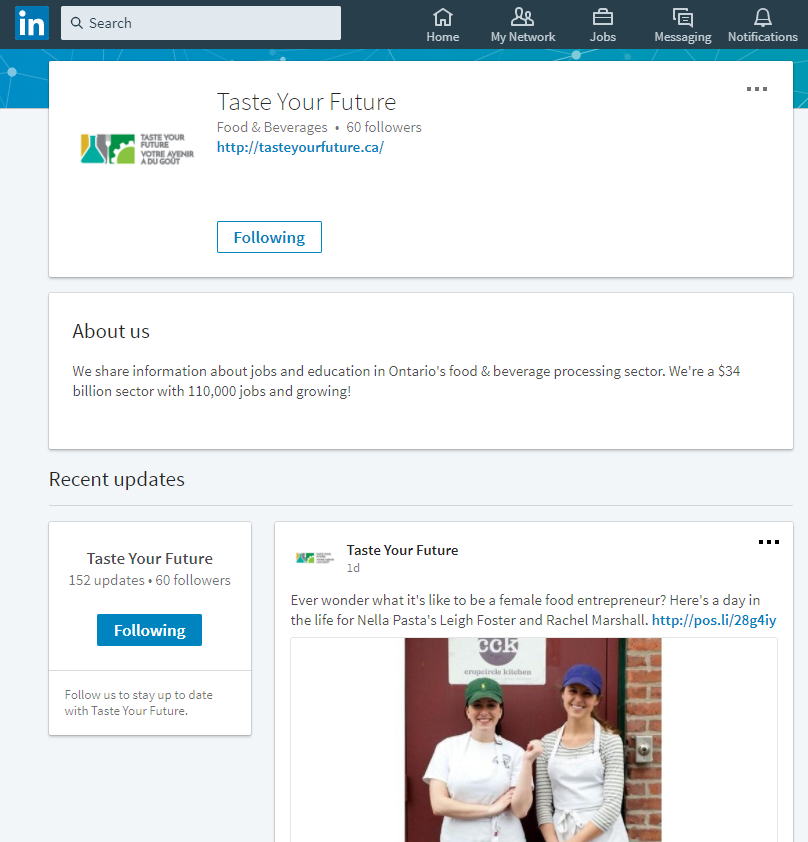 in
Search
Home
My Network
Jobs
Messaging
Notifications
Taste Your Future
Food & Beverages • 60 followers
http://tasteyourfuture.ca/
TASTE YOUR
FUTURE
VOTRE AVENIR
A DU GOÛT
Following
About us
We share information about jobs and education in Ontario's food & beverage processing sector. We're a $34
billion sector with 110,000 jobs and growing!
Recent updates
Taste Your Future
152 updates • 60 followers
Following
Follow us to stay up to date
with Taste Your Future.
Taste Your Future
1d
Ever wonder what it's like to be a female food entrepreneur? Here's a day in
the life for Nella Pasta's Leigh Foster and Rachel Marshall. http://pos.li/28g4iy
cck
cropcircle kitchen